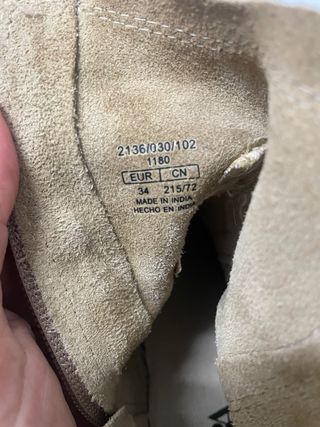 2136/030/102
1180
EUR CN
34 215/72
MADE IN INDIA
HECHO EN INDIA